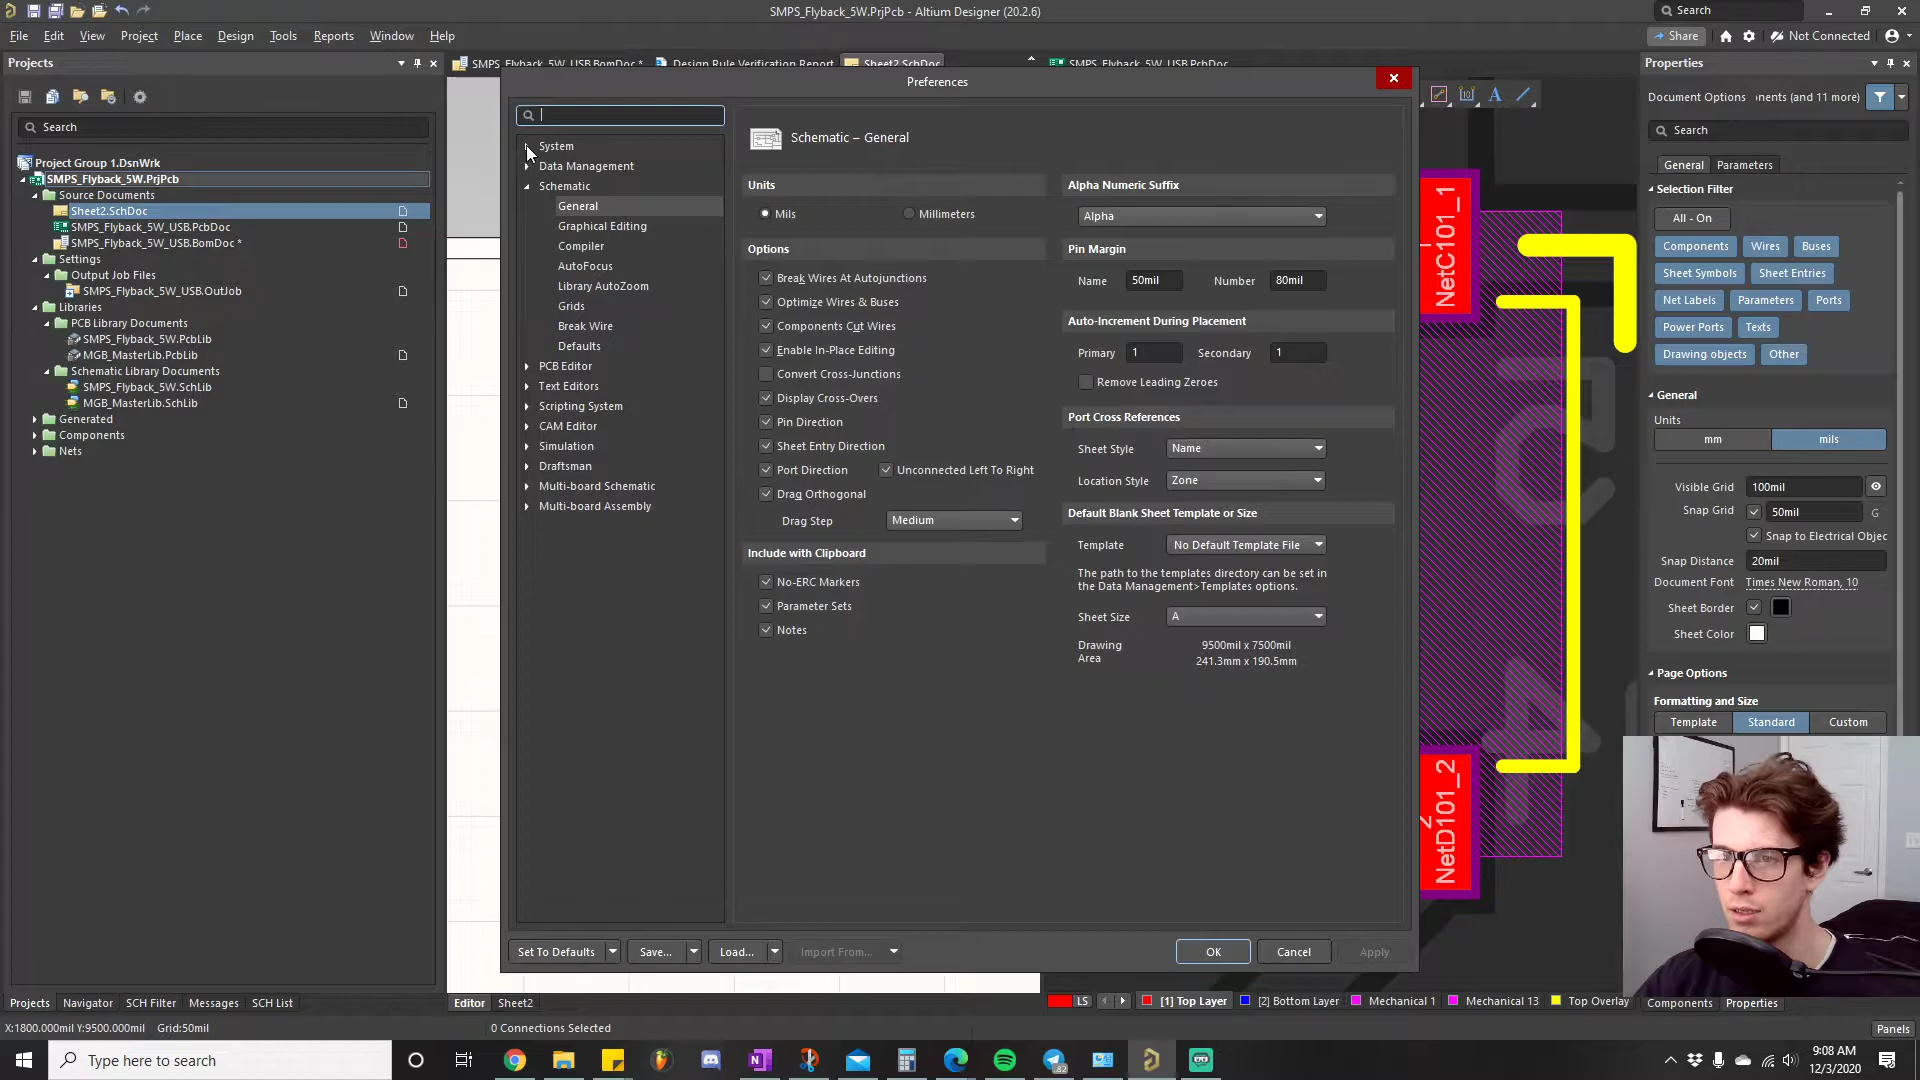 SMPS_Flyback_5W.PrjPcb - Altium Designer (20.2.6)
Search
File Edit View Project Place Design Tools Reports Window Help
Share Not Connected
Projects
SMPS_Flyback_5W_USB.BomDoc * Design Rule Verification Report Sheet2.SchDoc SMPS_Flyback_5W_USB.PcbDoc
Search
Project Group 1.DsnWrk
SMPS_Flyback_5W.PrjPcb
Source Documents
Sheet2.SchDoc
SMPS_Flyback_5W_USB.PcbDoc
SMPS_Flyback_5W_USB.BomDoc *
Settings
Output Job Files
SMPS_Flyback_5W_USB.OutJob
Libraries
PCB Library Documents
SMPS_Flyback_5W.PcbLib
MGB_MasterLib.PcbLib
Schematic Library Documents
SMPS_Flyback_5W.SchLib
MGB_MasterLib.SchLib
Generated
Components
Nets
Preferences
System
Data Management
Schematic
General
Graphical Editing
Compiler
AutoFocus
Library AutoZoom
Grids
Break Wire
Defaults
PCB Editor
Text Editors
Scripting System
CAM Editor
Simulation
Draftsman
Multi-board Schematic
Multi-board Assembly
Schematic – General
Units
Mils Millimeters
Options
Break Wires At Autojunctions
Optimize Wires & Buses
Components Cut Wires
Enable In-Place Editing
Convert Cross-Junctions
Display Cross-Overs
Pin Direction
Sheet Entry Direction
Port Direction Unconnected Left To Right
Drag Orthogonal
Drag Step Medium
Include with Clipboard
No-ERC Markers
Parameter Sets
Notes
Alpha Numeric Suffix
Alpha
Pin Margin
Name 50mil Number 80mil
Auto-Increment During Placement
Primary 1 Secondary 1
Remove Leading Zeroes
Port Cross References
Sheet Style Name
Location Style Zone
Default Blank Sheet Template or Size
Template No Default Template File
The path to the templates directory can be set in
the Data Management>Templates options.
Sheet Size A
Drawing
Area
9500mil x 7500mil
241.3mm x 190.5mm
Set To Defaults Save... Load... Import From... OK Cancel Apply
NetC101_1
NetD101_2
Properties
Document Options onents (and 11 more)
Search
General Parameters
Selection Filter
All - On
Components Wires Buses
Sheet Symbols Sheet Entries
Net Labels Parameters Ports
Power Ports Texts
Drawing objects Other
General
Units
mm mils
Visible Grid 100mil
Snap Grid 50mil G
Snap to Electrical Objec
Snap Distance 20mil
Document Font Times New Roman, 10
Sheet Border
Sheet Color
Page Options
Formatting and Size
Template Standard Custom
Projects Navigator SCH Filter Messages SCH List
Editor Sheet2
LS [1] Top Layer [2] Bottom Layer Mechanical 1 Mechanical 13 Top Overlay
Components Properties
X:1800.000mil Y:9500.000mil Grid:50mil
0 Connections Selected
Panels
Type here to search
82
9:08 AM
12/3/2020